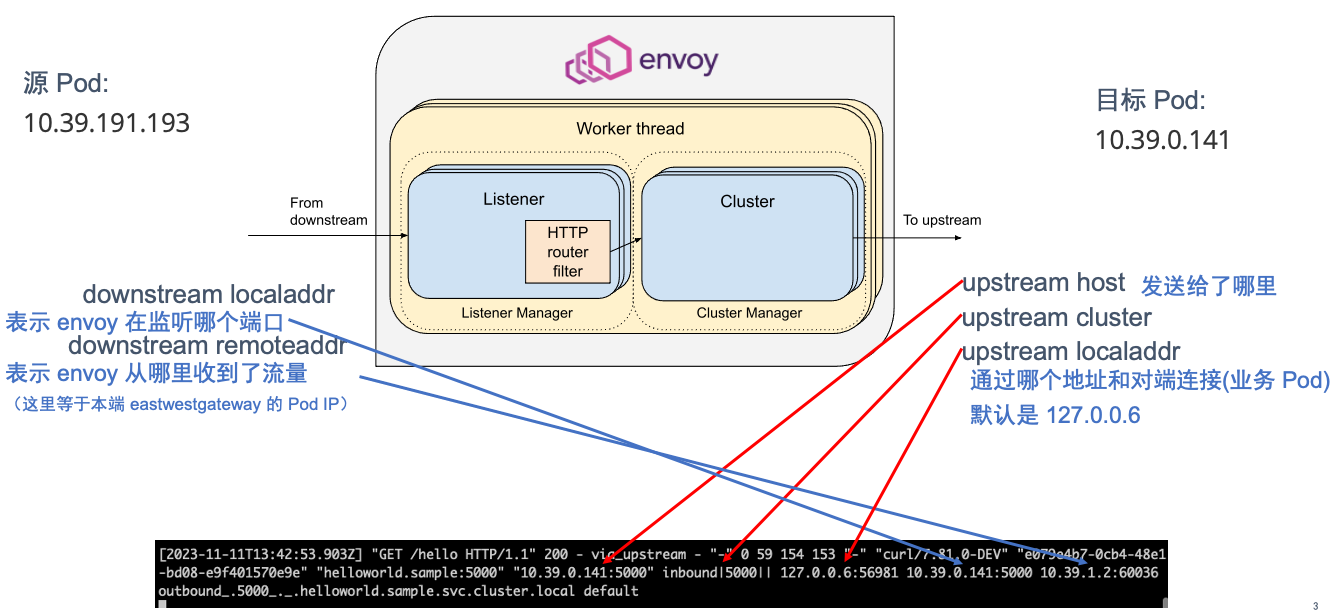 envoy
源 Pod:
10.39.191.193
目标 Pod:
10.39.0.141
Worker thread
Listener
HTTP
router
filter
Cluster
From
downstream
To upstream
Listener Manager
Cluster Manager
downstream localaddr
表示 envoy 在监听哪个端口
downstream remoteaddr
表示 envoy 从哪里收到了流量
（这里等于本端 eastwestgateway 的 Pod IP）
upstream host 发送给了哪里
upstream cluster
upstream localaddr
通过哪个地址和对端连接(业务 Pod)
默认是 127.0.0.6
[2023-11-11T13:42:53.903Z] "GET /hello HTTP/1.1" 200 - via_upstream - "-" 0 59 154 153 "-" "curl/7.81.0-DEV" "e079e4b7-0cb4-48e1
-bd08-e9f401570e9e" "helloworld.sample:5000" "10.39.0.141:5000" inbound|5000|| 127.0.0.6:56981 10.39.0.141:5000 10.39.1.2:60036
outbound_.5000_._.helloworld.sample.svc.cluster.local default
3